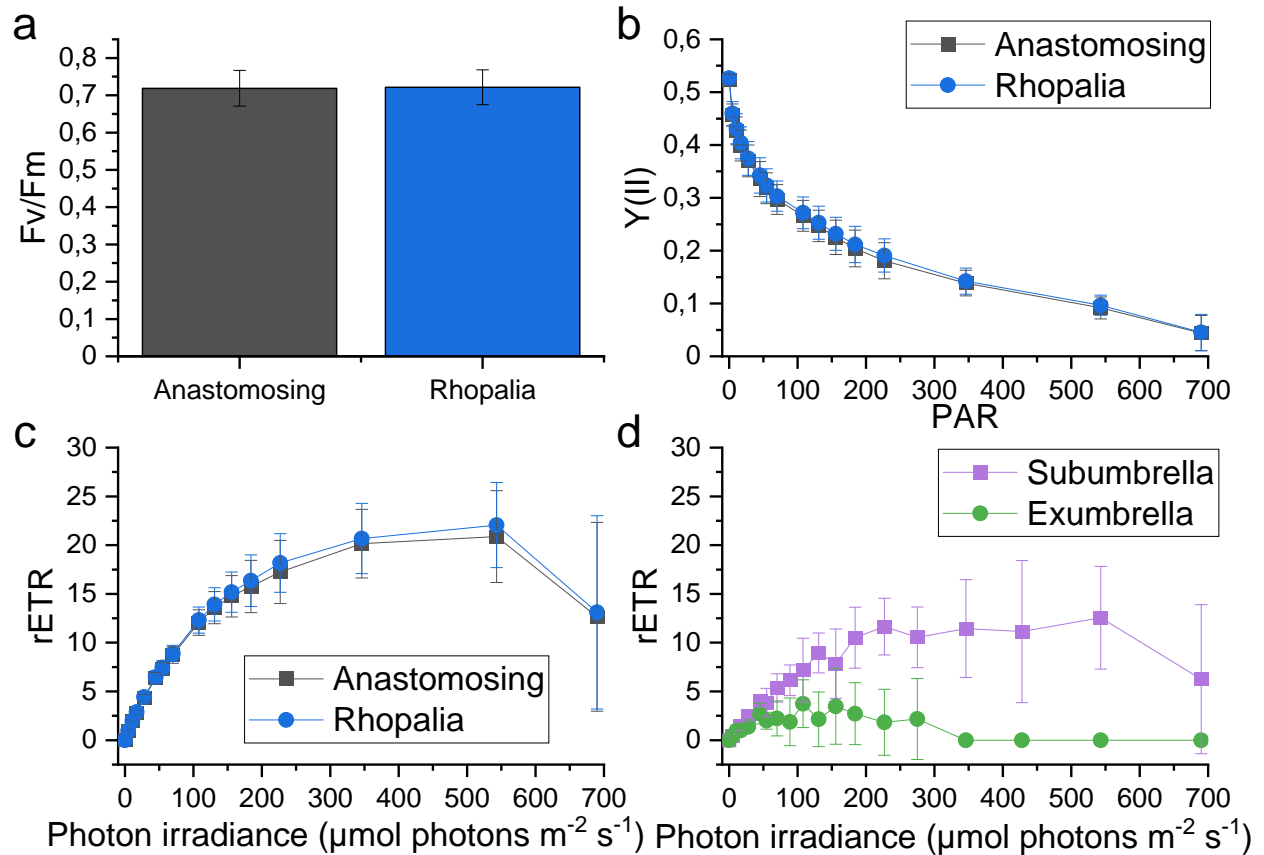 a
Fv/Fm
0,8
0,7
0,6
0,5
0,4
0,3
0,2
0,1
0
Anastomosing
Rhopalia
b
Y(II)
0,6
0,5
0,4
0,3
0,2
0,1
0
0 100 200 300 400 500 600 700
PAR
Anastomosing
Rhopalia
c
rETR
30
25
20
15
10
5
0
0 100 200 300 400 500 600 700
Photon irradiance (μmol photons m⁻² s⁻¹)
Anastomosing
Rhopalia
d
rETR
30
25
20
15
10
5
0
0 100 200 300 400 500 600 700
Photon irradiance (μmol photons m⁻² s⁻¹)
Subumbrella
Exumbrella